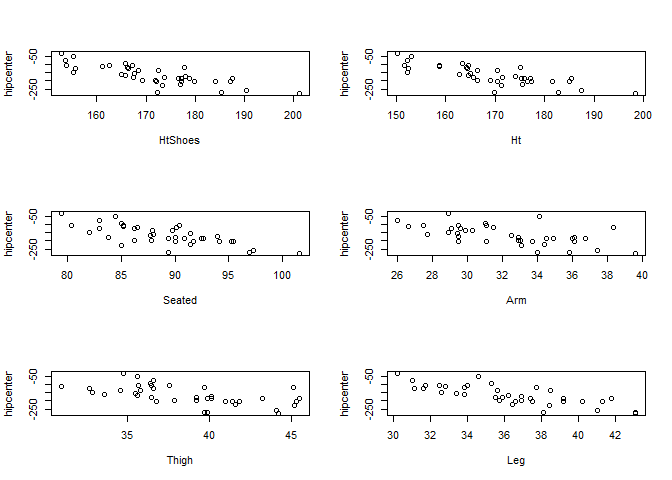 hipcenter
-250 -50
160 170 180 190 200
HtShoes
hipcenter
-250 -50
150 160 170 180 190 200
Ht
hipcenter
-250 -50
80 85 90 95 100
Seated
hipcenter
-250 -50
26 28 30 32 34 36 38 40
Arm
hipcenter
-250 -50
35 40 45
Thigh
hipcenter
-250 -50
30 32 34 36 38 40 42
Leg